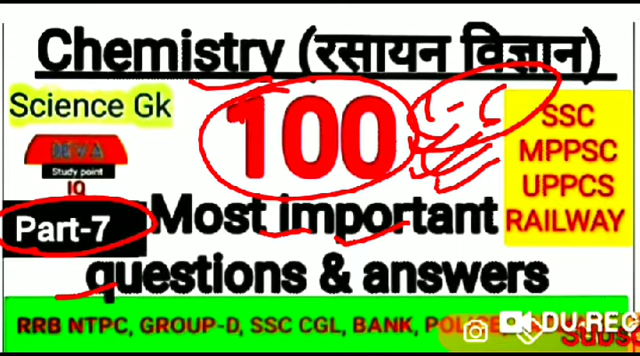 Chemistry (रसायन विज्ञान)
Science Gk
100
SSC
MPPSC
UPPCS
RAILWAY
Study point
IQ
Part-7
Most important
questions & answers
RRB NTPC, GROUP-D, SSC CGL, BANK,
DU-REC